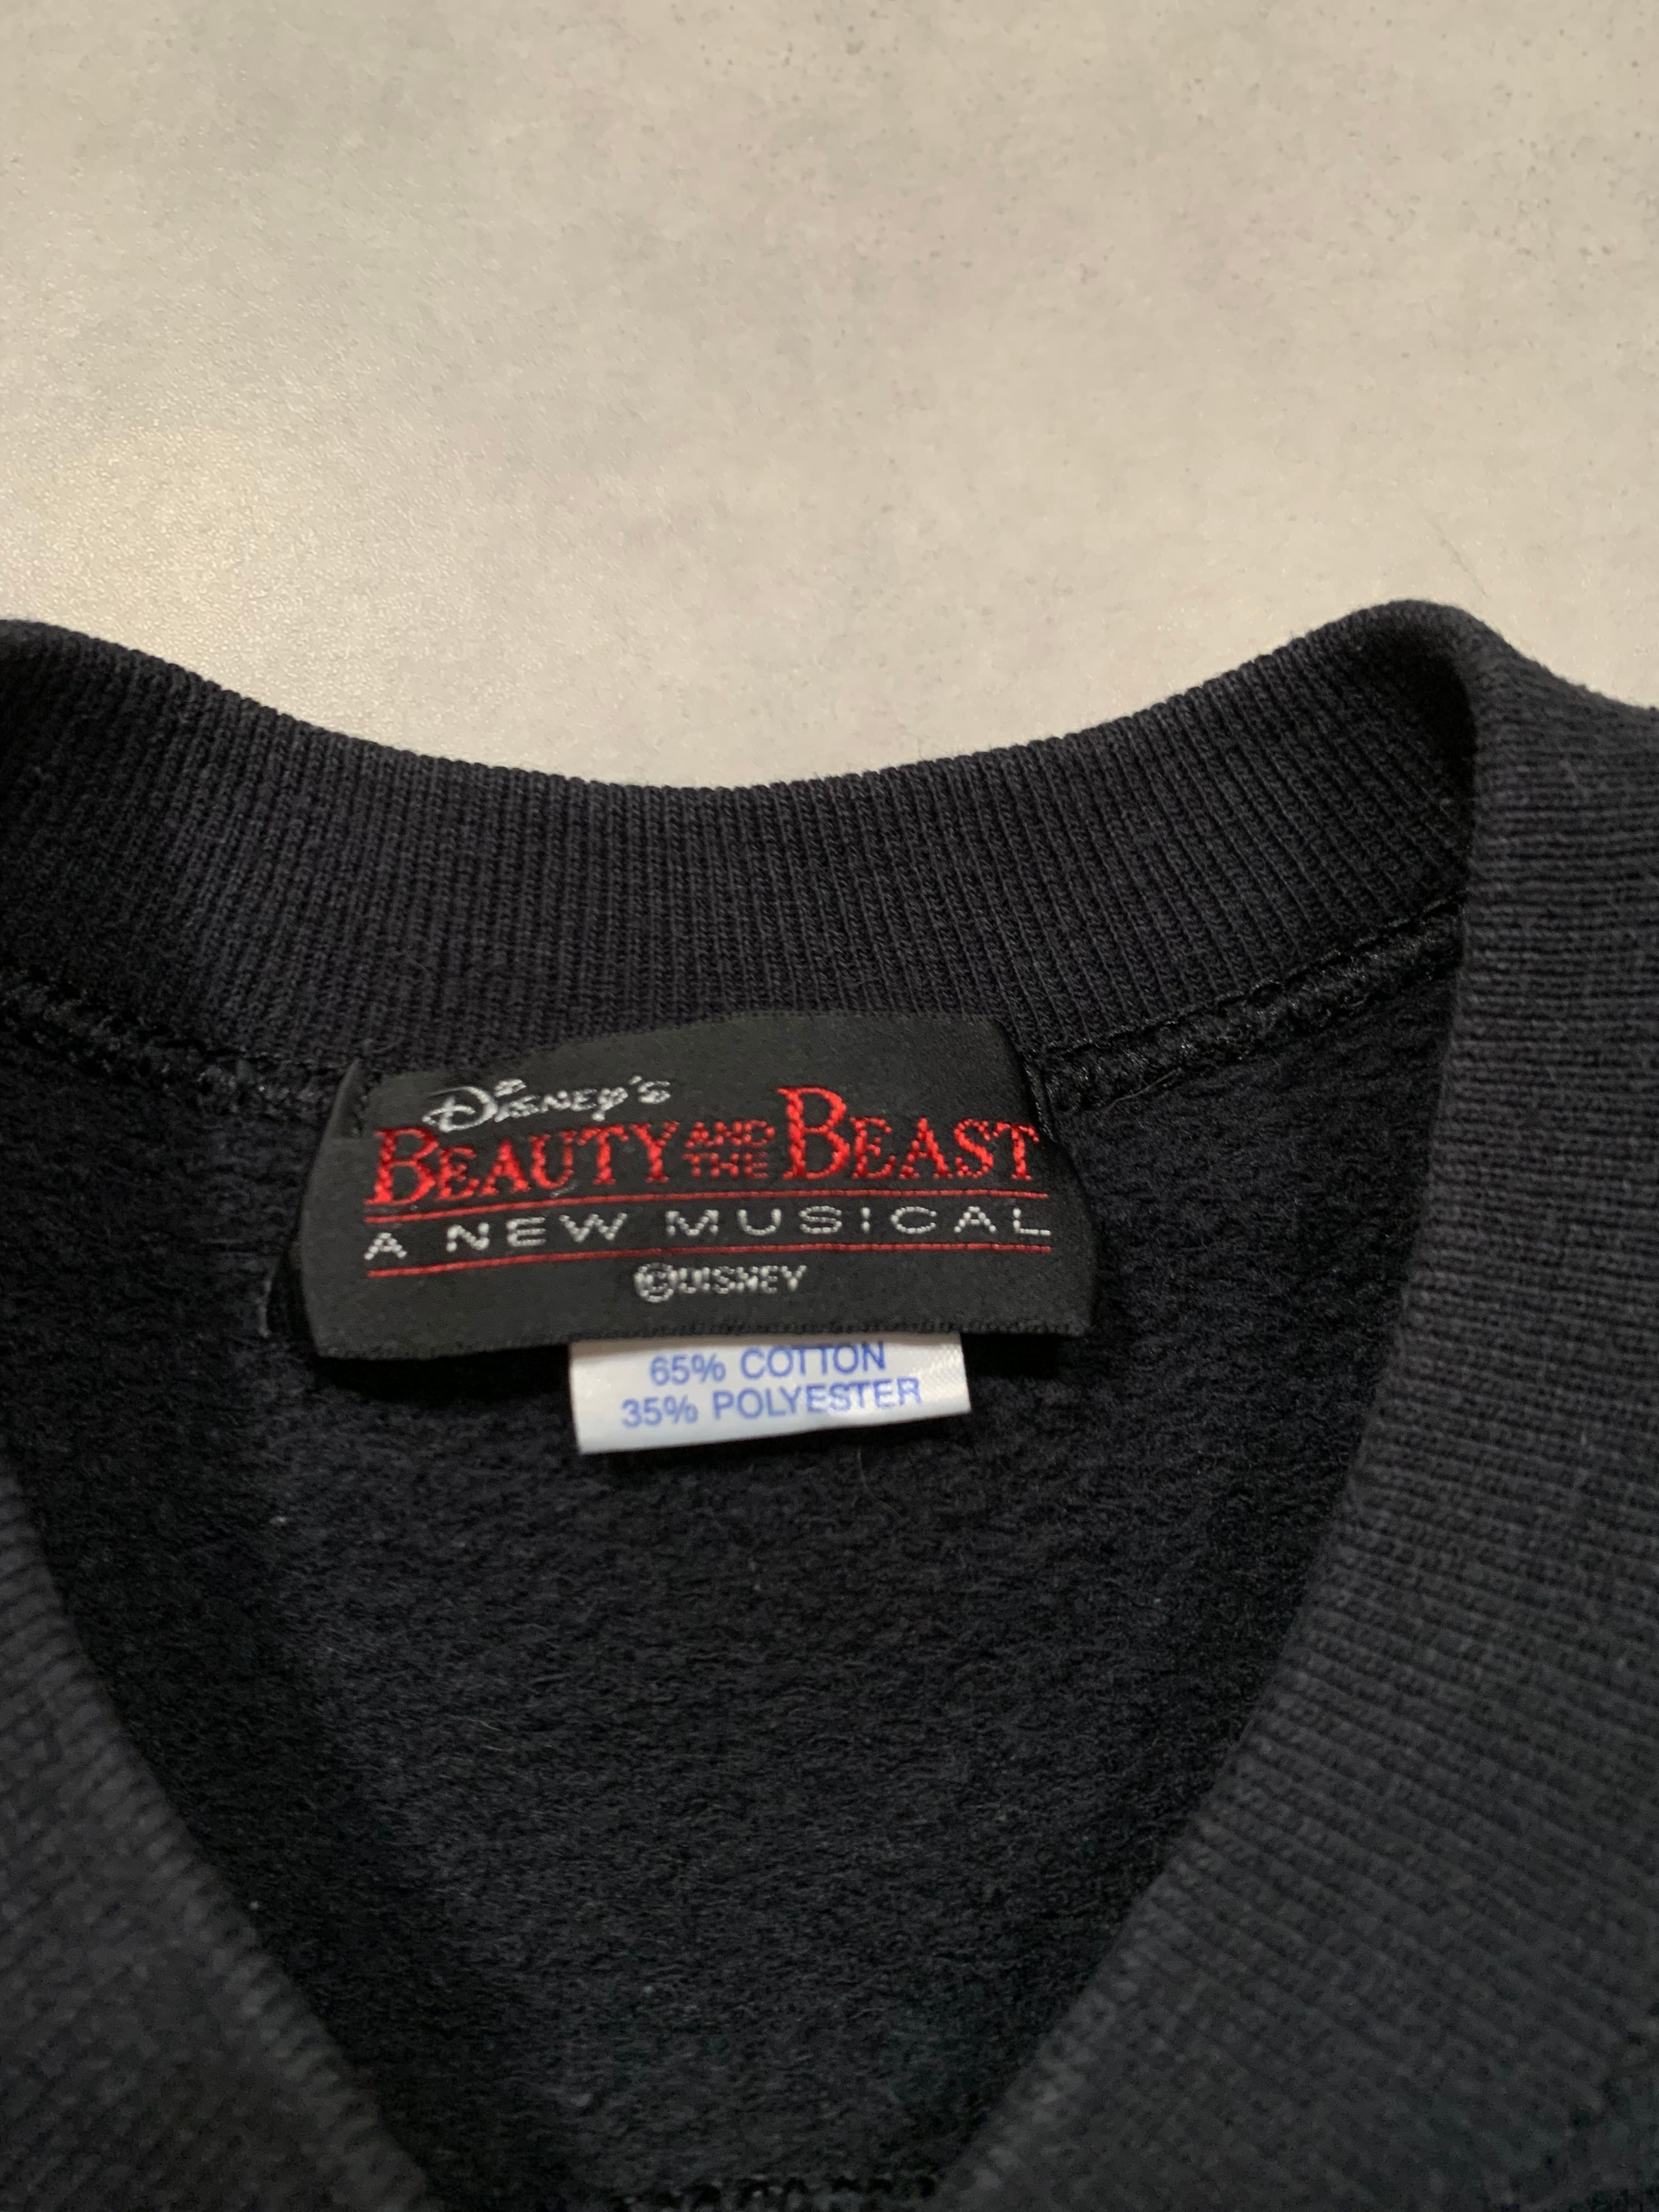 Disney's
BEAUTY AND THE BEAST
A NEW MUSICAL
©DISNEY
65% COTTON
35% POLYESTER